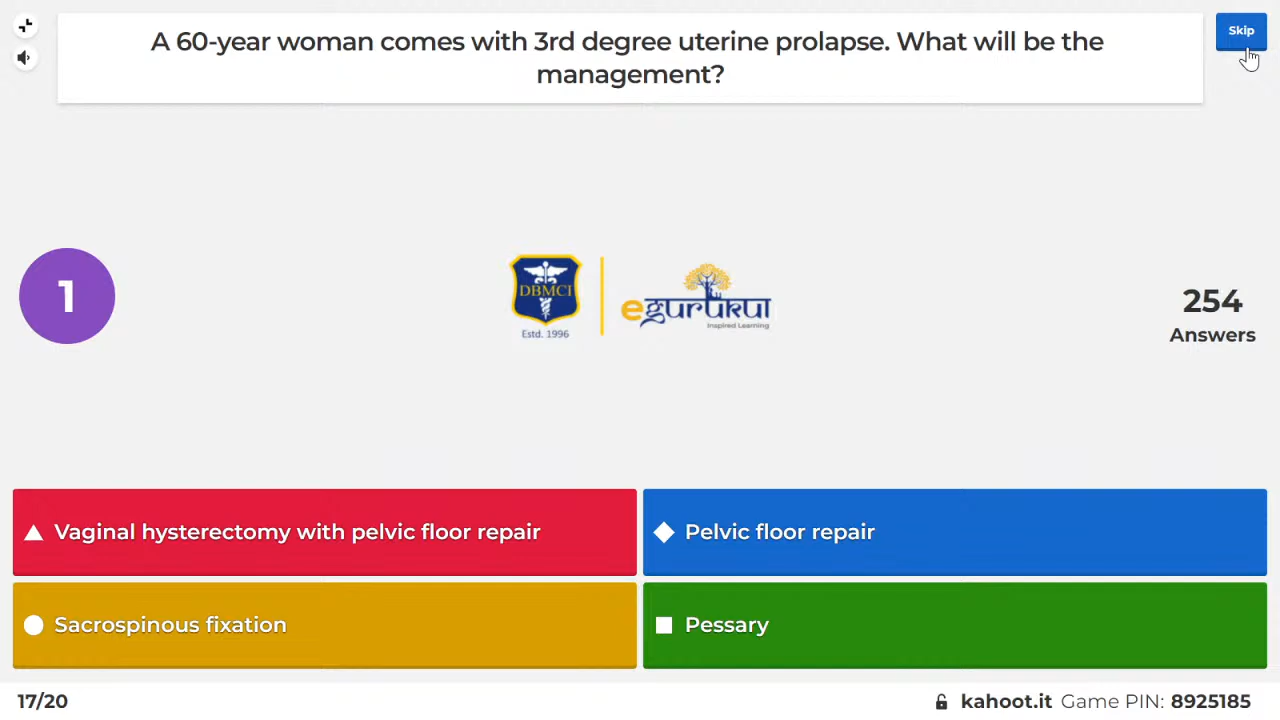 A 60-year woman comes with 3rd degree uterine prolapse. What will be the
management?
Skip
1
DBMCI
Estd. 1996
egurukul
Inspired Learning
254
Answers
Vaginal hysterectomy with pelvic floor repair
Pelvic floor repair
Sacrospinous fixation
Pessary
17/20
kahoot.it Game PIN: 8925185